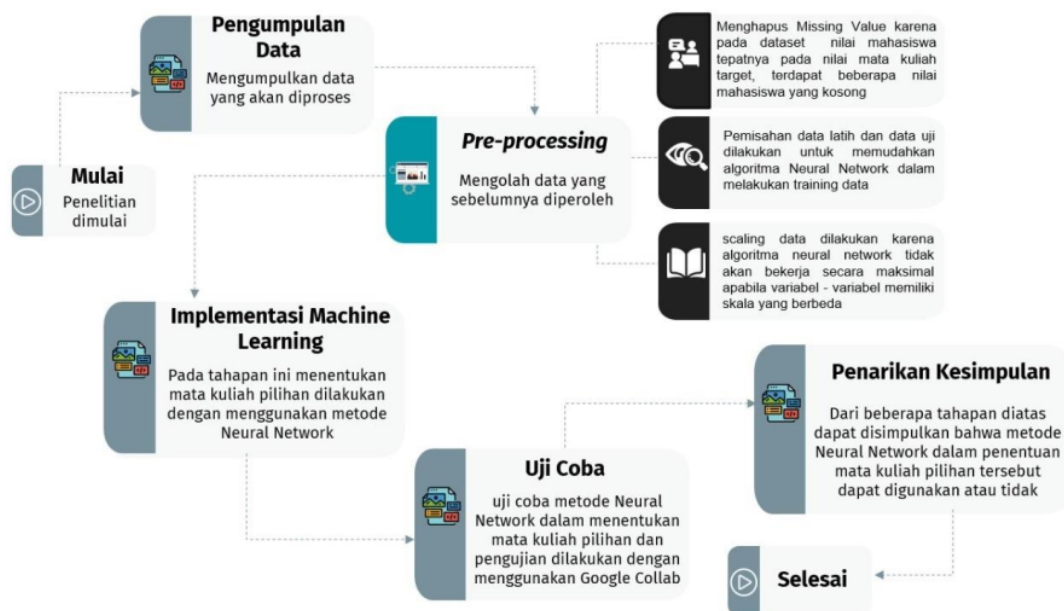 Mulai
Penelitian
dimulai
Pengumpulan
Data
Mengumpulkan data
yang akan diproses
Pre-processing
Mengolah data yang
sebelumnya diperoleh
Menghapus Missing Value karena
pada dataset nilai mahasiswa
tepatnya pada nilai mata kuliah
target, terdapat beberapa nilai
mahasiswa yang kosong
Pemisahan data latih dan data uji
dilakukan untuk memudahkan
algoritma Neural Network dalam
melakukan training data
scaling data dilakukan karena
algoritma neural network tidak
akan bekerja secara maksimal
apabila variabel - variabel memiliki
skala yang berbeda
Implementasi Machine
Learning
Pada tahapan ini menentukan
mata kuliah pilihan dilakukan
dengan menggunakan metode
Neural Network
Uji Coba
uji coba metode Neural
Network dalam menentukan
mata kuliah pilihan dan
pengujian dilakukan dengan
menggunakan Google Collab
Penarikan Kesimpulan
Dari beberapa tahapan diatas
dapat disimpulkan bahwa metode
Neural Network dalam penentuan
mata kuliah pilihan tersebut
dapat digunakan atau tidak
Selesai